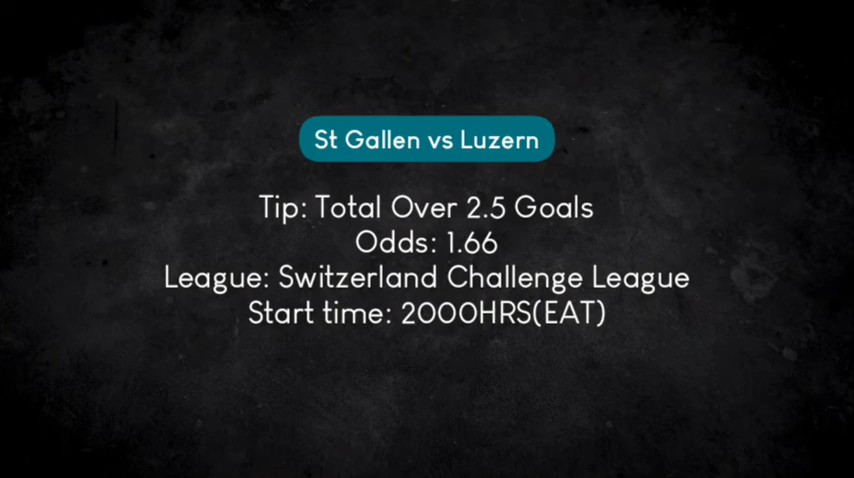 St Gallen vs Luzern
Tip: Total Over 2.5 Goals
Odds: 1.66
League: Switzerland Challenge League
Start time: 2000HRS(EAT)